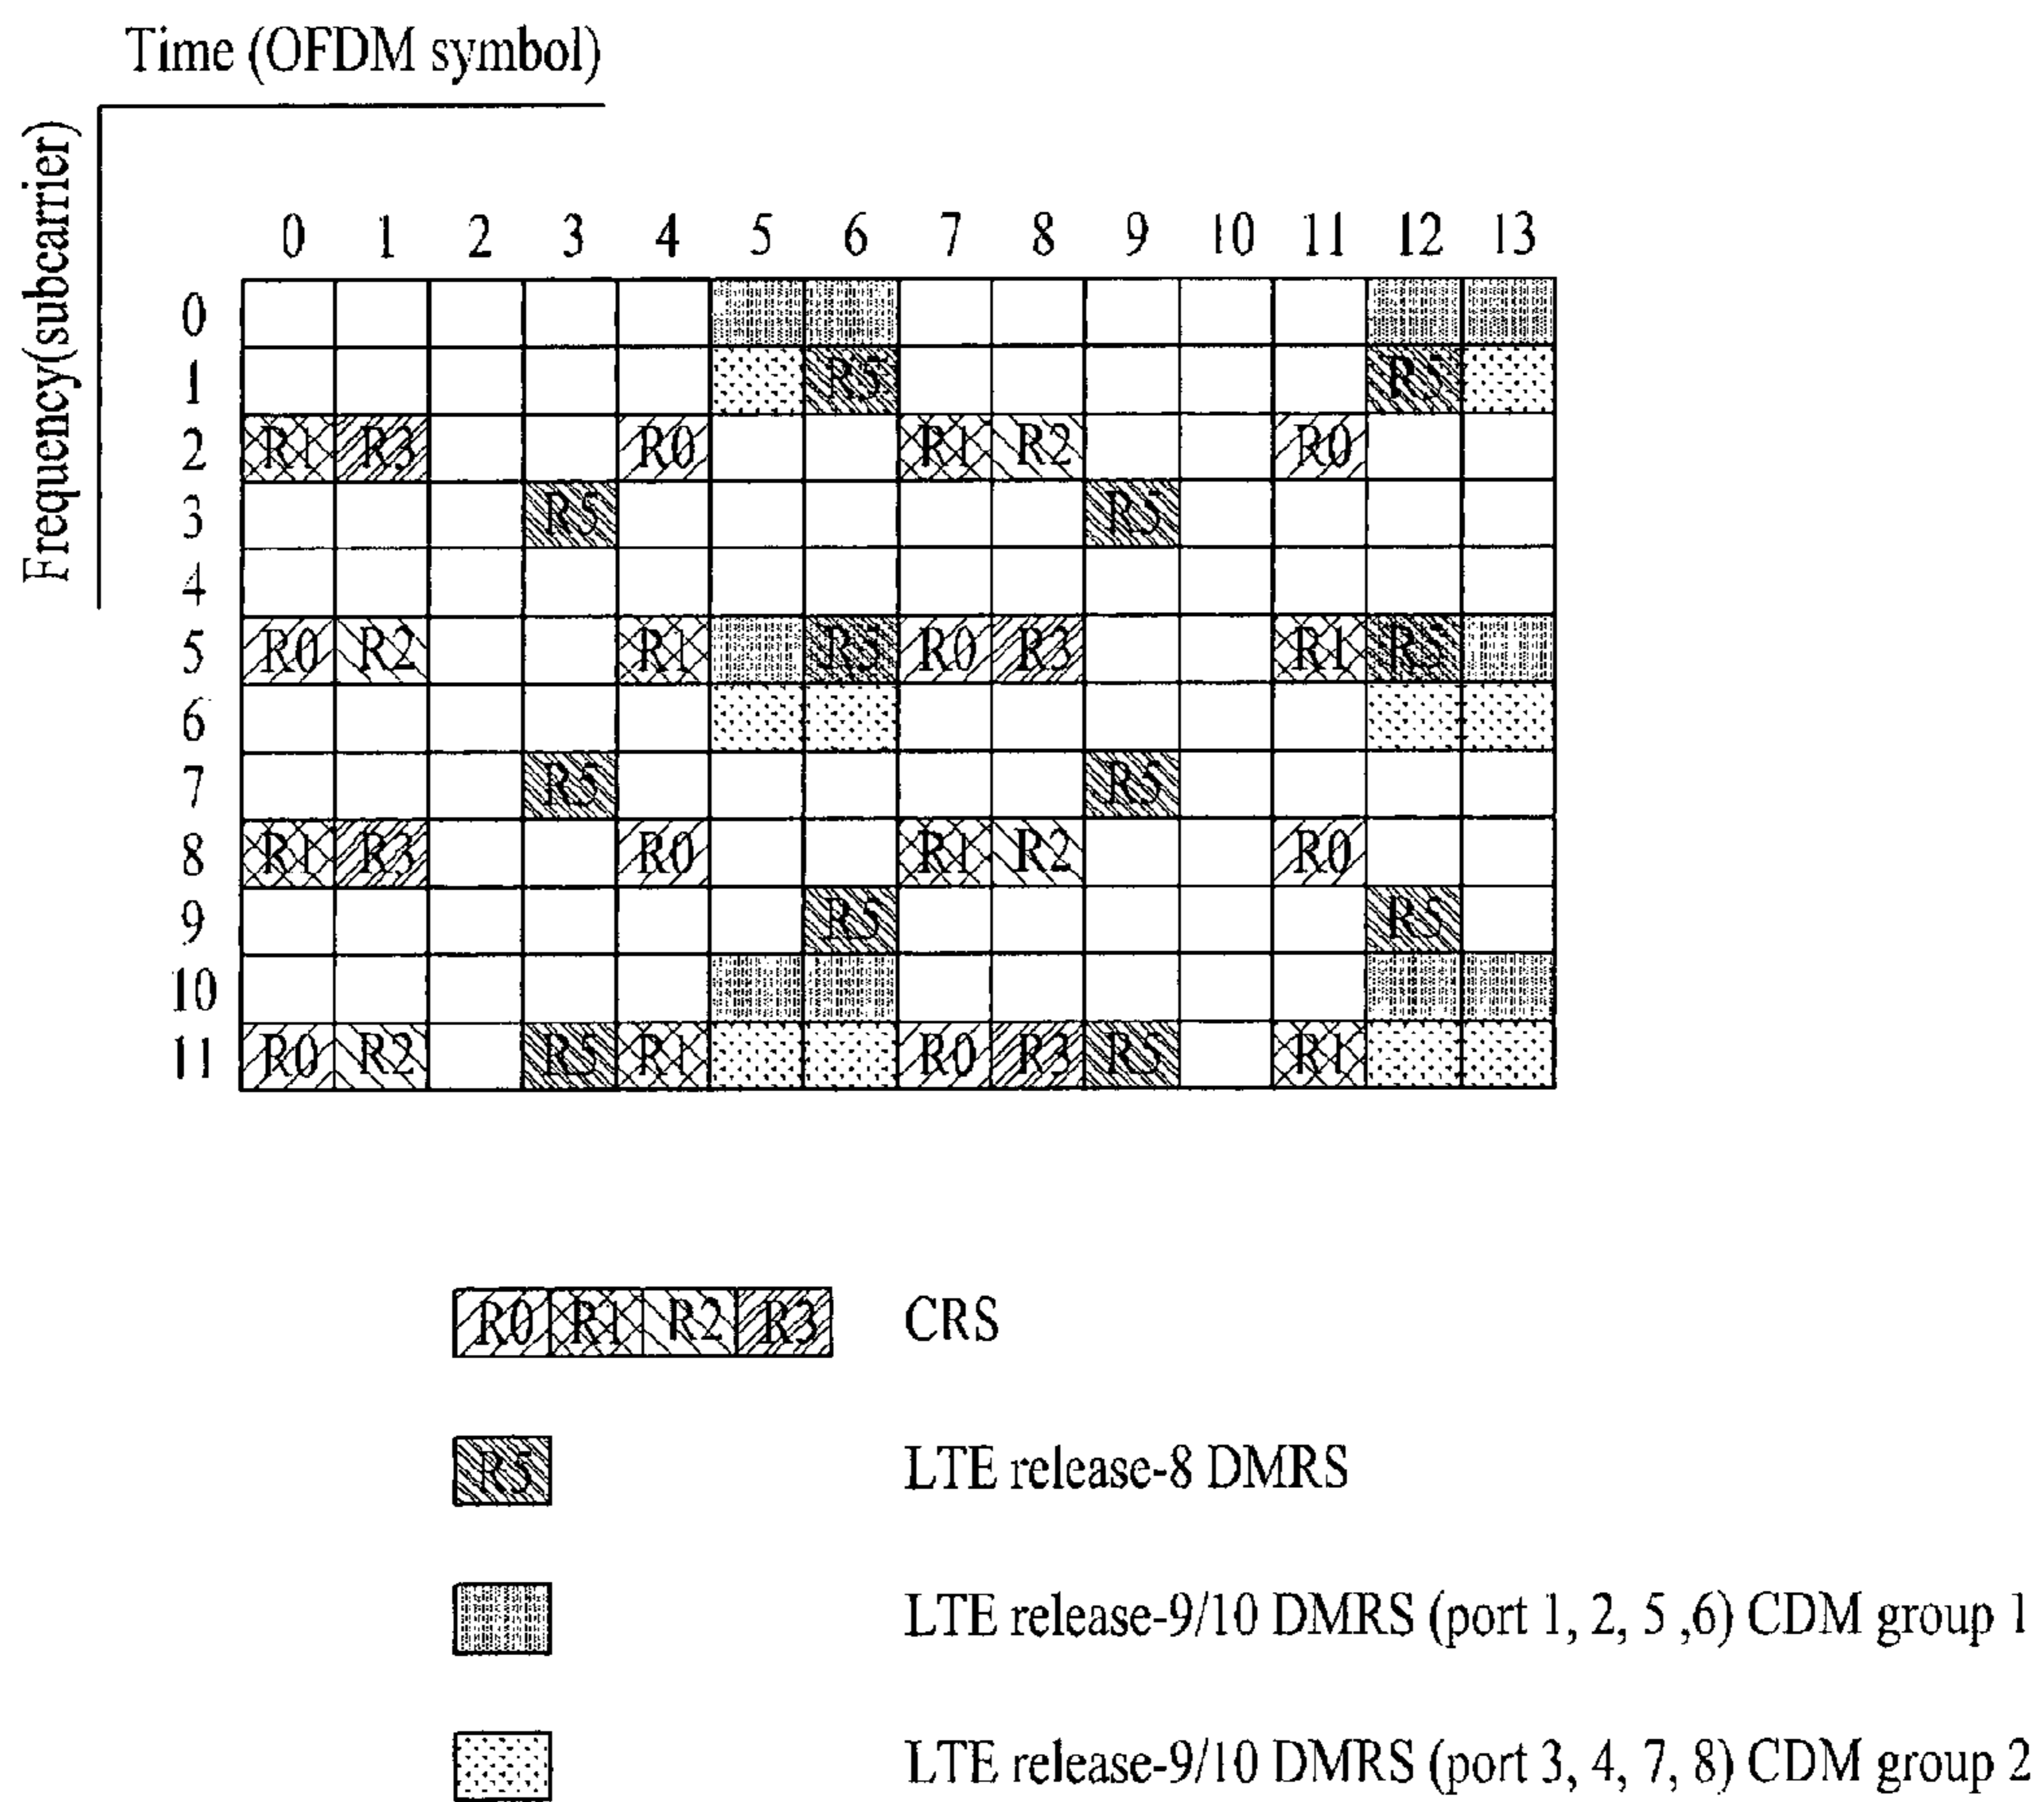 Time (OFDM symbol)
Frequency(subcarrier)
0 1 2 3 4 5 6 7 8 9 10 11 12 13
0
1 R5 R5
2 R1 R3 R0 R1 R2 R0
3 R5 R5
4
5 R0 R2 R1 R5 R0 R3 R1 R5
6
7 R5 R5
8 R1 R3 R0 R1 R2 R0
9 R5 R5
10
11 R0 R2 R5 R1 R0 R3 R5 R1
R0 R1 R2 R3 CRS
R5 LTE release-8 DMRS
LTE release-9/10 DMRS (port 1, 2, 5 ,6) CDM group 1
LTE release-9/10 DMRS (port 3, 4, 7, 8) CDM group 2